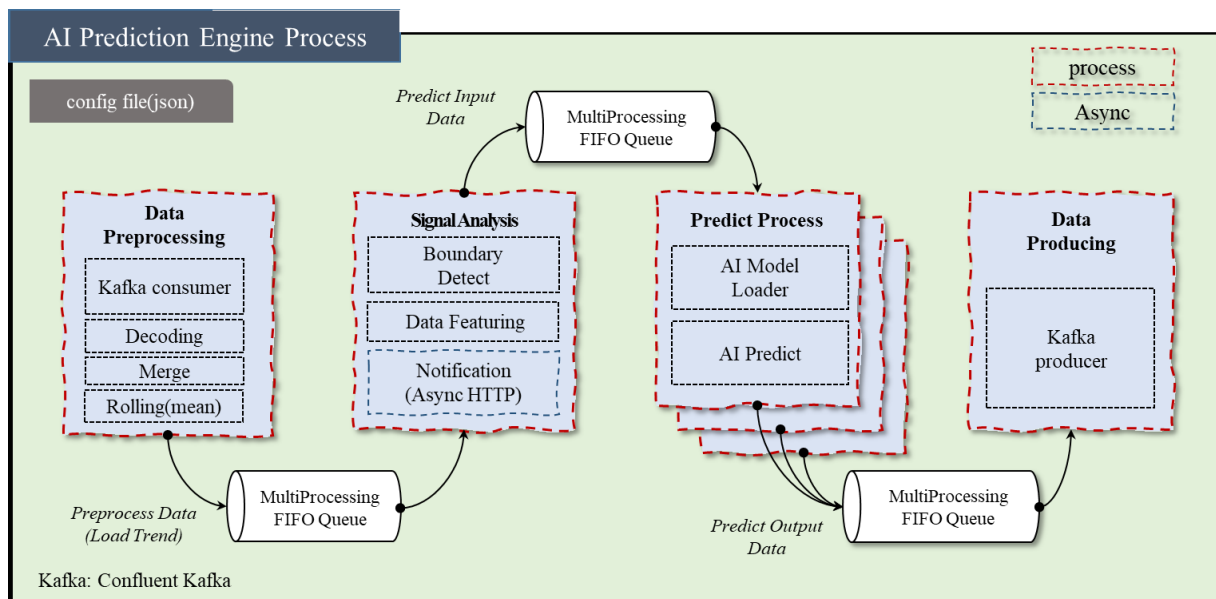 AI Prediction Engine Process
config file(json)
process
Async
Predict Input
Data
MultiProcessing
FIFO Queue
Data
Preprocessing
Kafka consumer
Decoding
Merge
Rolling(mean)
Signal Analysis
Boundary
Detect
Data Featuring
Notification
(Async HTTP)
Predict Process
AI Model
Loader
AI Predict
Data
Producing
Kafka
producer
Preprocess Data
(Load Trend)
MultiProcessing
FIFO Queue
Predict Output
Data
MultiProcessing
FIFO Queue
Kafka: Confluent Kafka